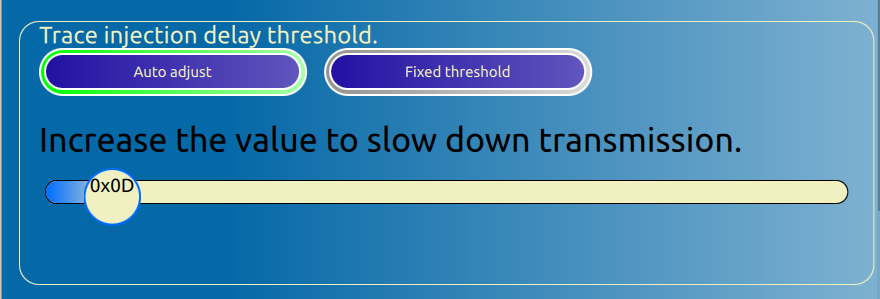 Trace injection delay threshold.
Auto adjust
Fixed threshold
Increase the value to slow down transmission.
0x0D